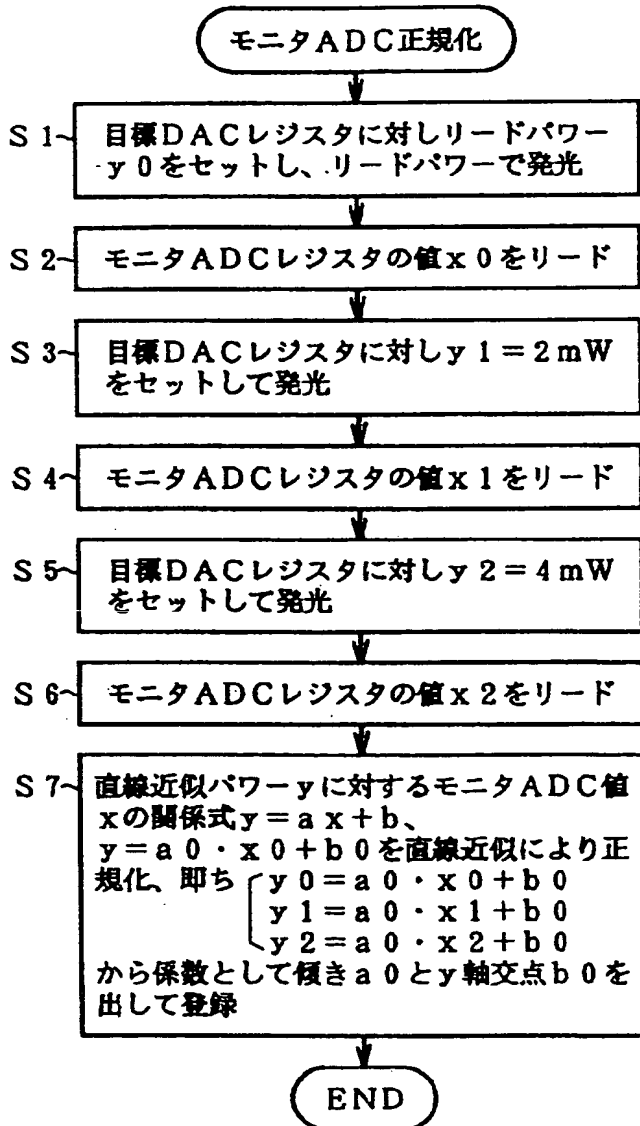 モニタADC正規化
S1 目標DACレジスタに対しリードパワー
y0をセットし、リードパワーで発光
S2 モニタADCレジスタの値x0をリード
S3 目標DACレジスタに対しy1=2mW
をセットして発光
S4 モニタADCレジスタの値x1をリード
S5 目標DACレジスタに対しy2=4mW
をセットして発光
S6 モニタADCレジスタの値x2をリード
S7 直線近似パワーyに対するモニタADC値
xの関係式y=ax+b、
y=a0・x0+b0を直線近似により正
規化、即ち y0=a0・x0+b0
y1=a0・x1+b0
y2=a0・x2+b0
から係数として傾きa0とy軸交点b0を
出して登録
END